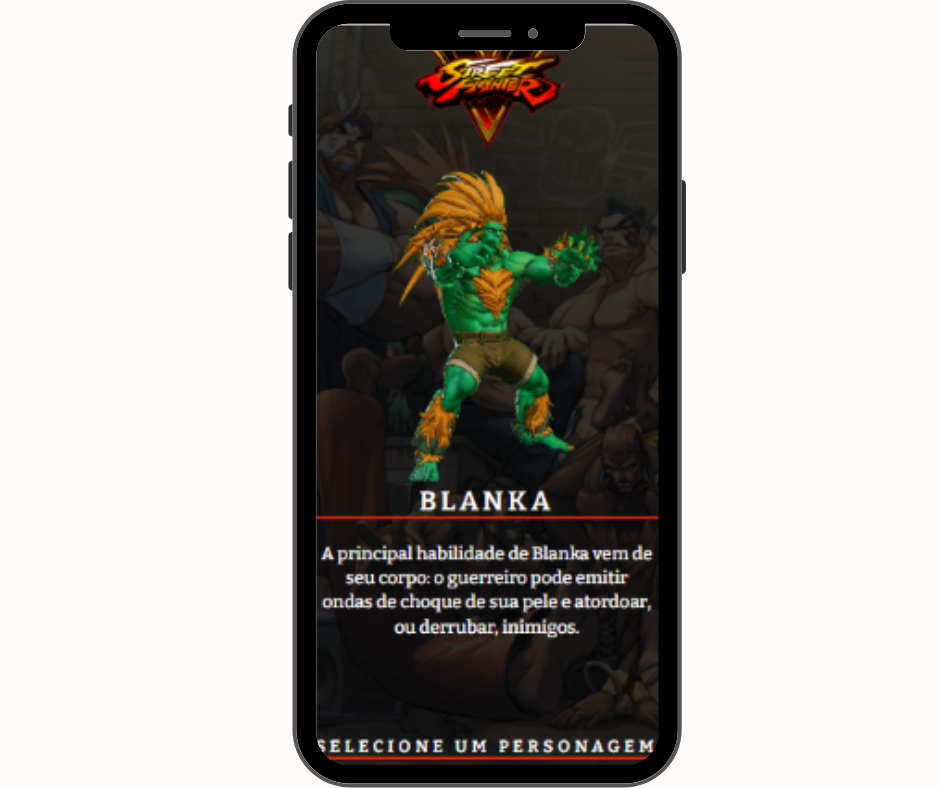 STREET
FIGHTER
BLANKA
A principal habilidade de Blanka vem de
seu corpo: o guerreiro pode emitir
ondas de choque de sua pele e atordoar,
ou derrubar, inimigos.
SELECIONE UM PERSONAGEM